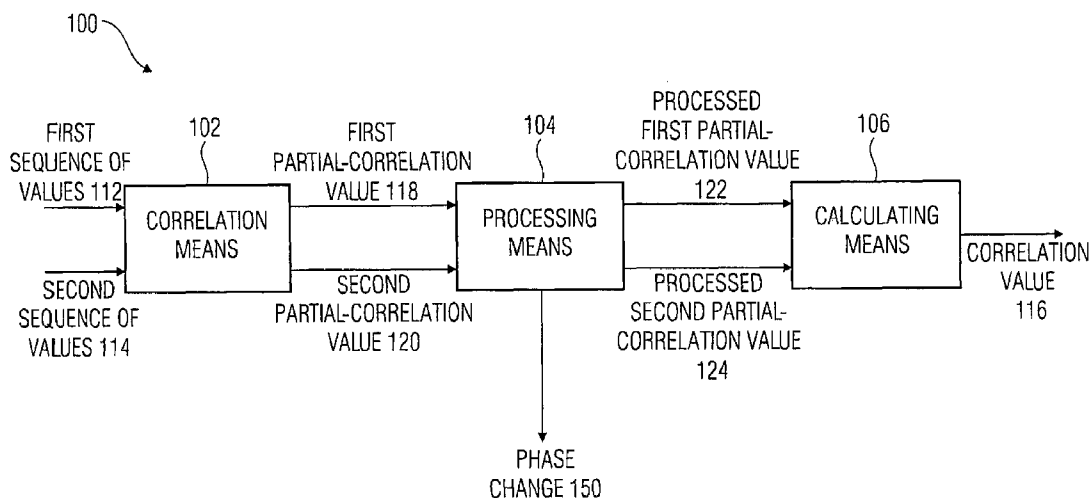 100
FIRST
SEQUENCE OF
VALUES 112
102
FIRST
PARTIAL-CORRELATION
VALUE 118
104
PROCESSED
FIRST PARTIAL-
CORRELATION VALUE
122
106
CORRELATION
MEANS
PROCESSING
MEANS
CALCULATING
MEANS
CORRELATION
VALUE
116
SECOND
SEQUENCE OF
VALUES 114
SECOND
PARTIAL-CORRELATION
VALUE 120
PROCESSED
SECOND PARTIAL-
CORRELATION VALUE
124
PHASE
CHANGE 150